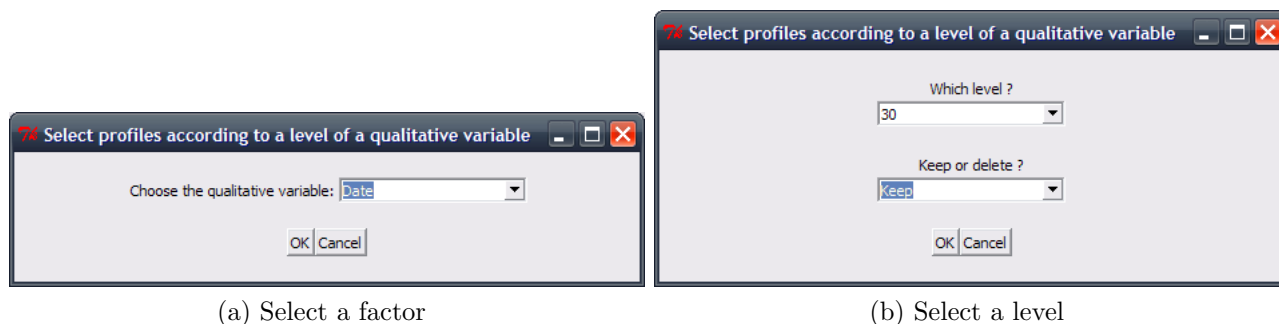 Select profiles according to a level of a qualitative variable
Choose the qualitative variable: Date
OK Cancel
(a) Select a factor
Select profiles according to a level of a qualitative variable
Which level ?
30
Keep or delete ?
Keep
OK Cancel
(b) Select a level